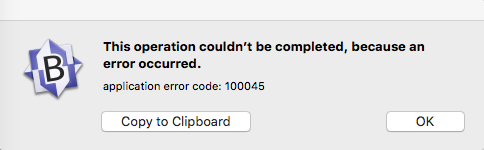 B
This operation couldn’t be completed, because an
error occurred.
application error code: 100045
Copy to Clipboard
OK